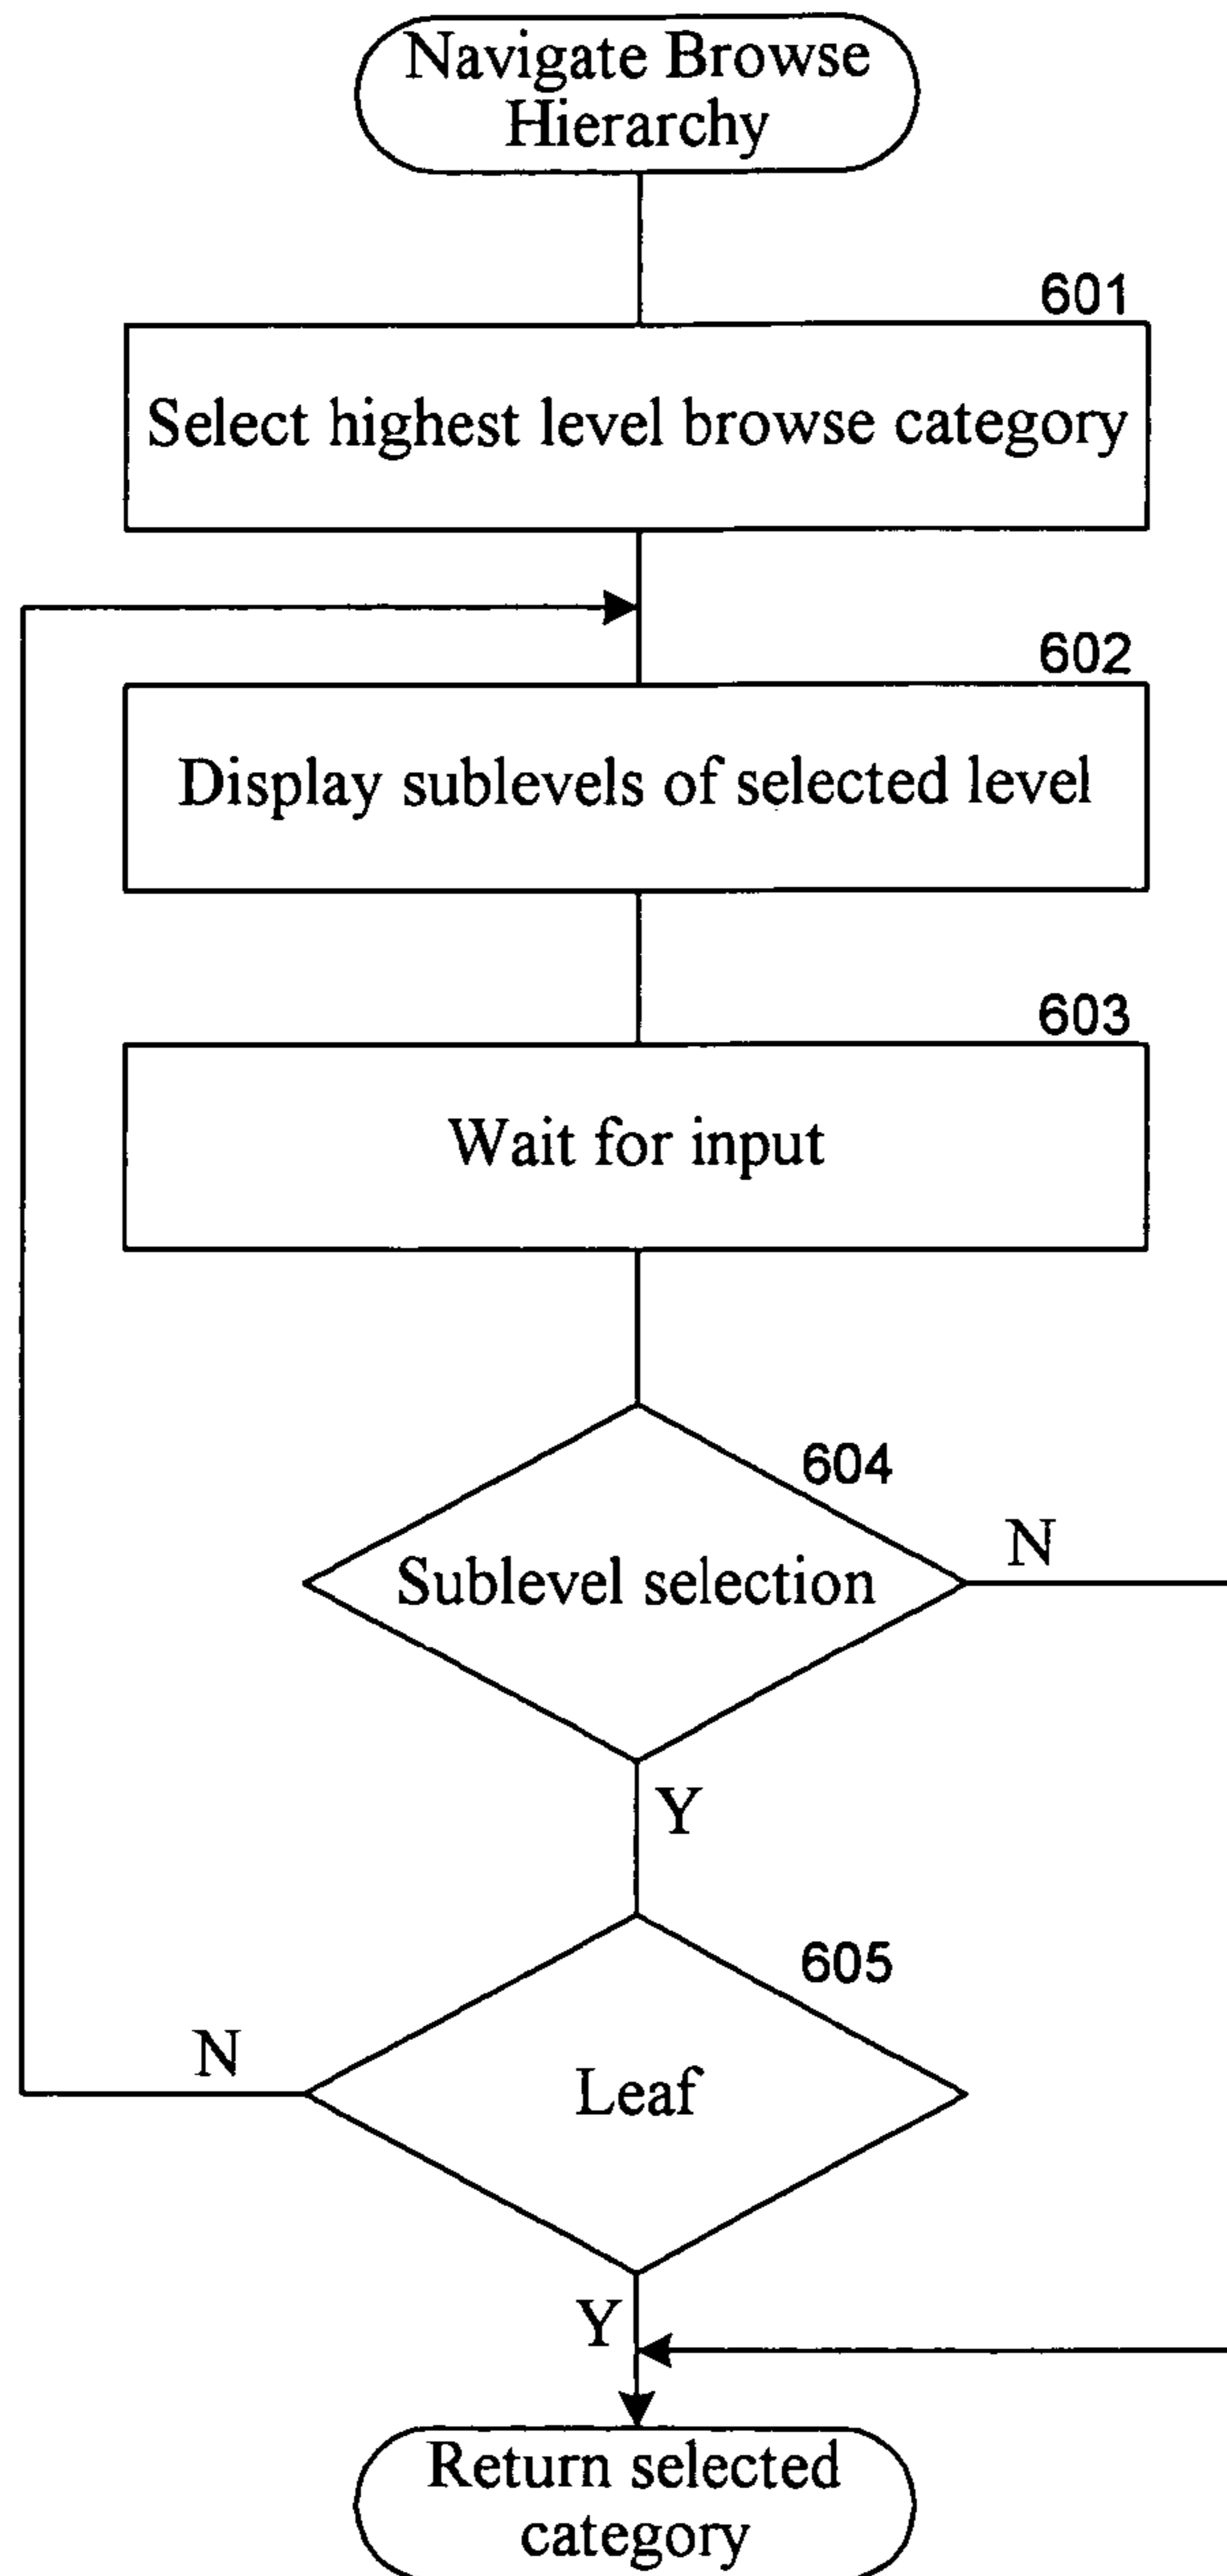 Navigate Browse
Hierarchy
601
Select highest level browse category
602
Display sublevels of selected level
603
Wait for input
604
Sublevel selection
N
Y
605
Leaf
N
Y
Return selected
category